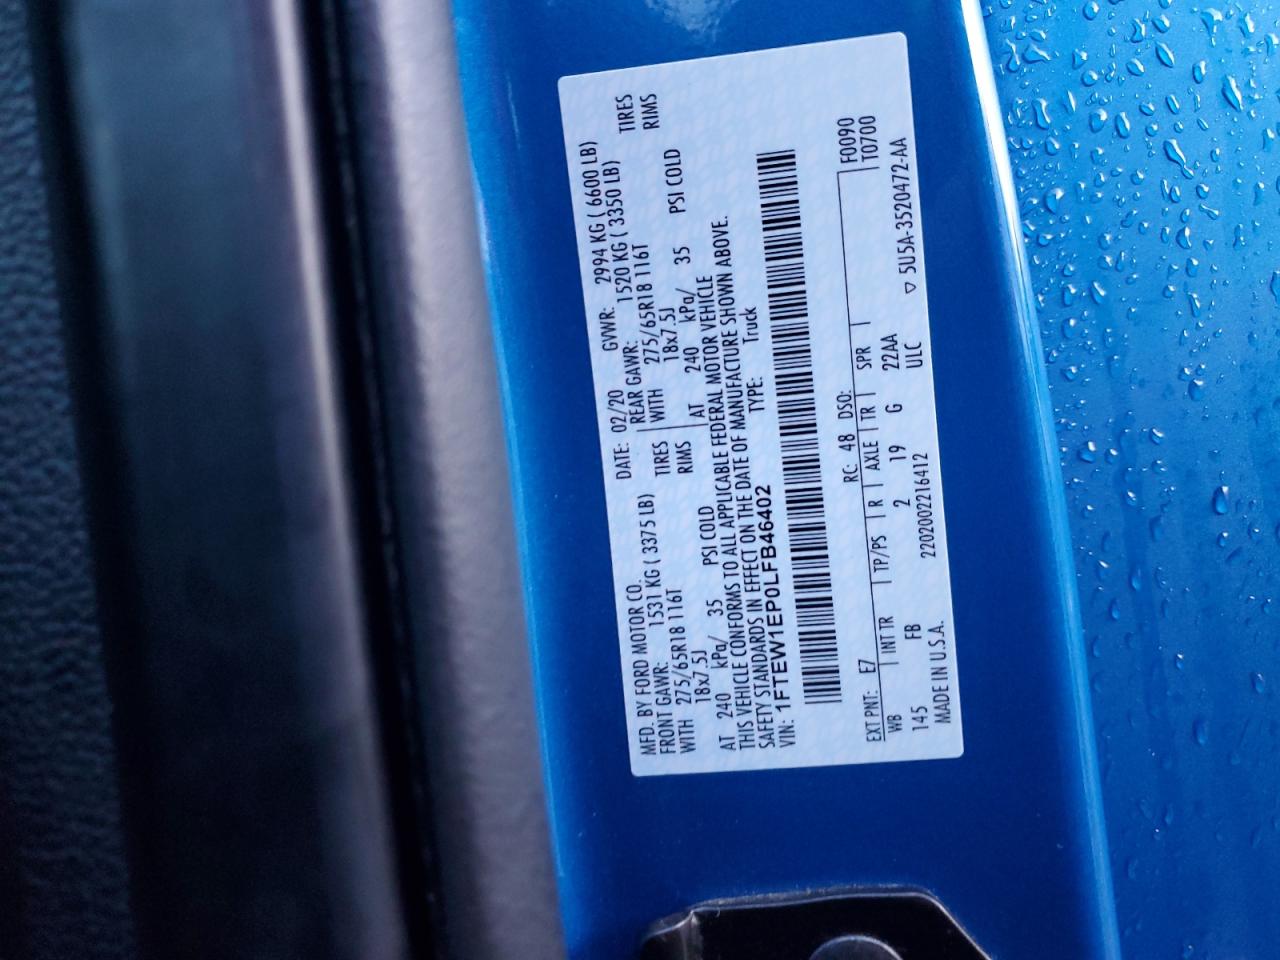 MFD. BY FORD MOTOR CO. DATE: 02/20 GVWR: 2994 KG ( 6600 LB)
FRONT GAWR: 1531 KG ( 3375 LB) REAR GAWR: 1520 KG ( 3350 LB)
WITH 275/65R18 116T TIRES WITH 275/65R18 116T TIRES
18x7.5J RIMS 18x7.5J RIMS
AT 240 kPa/ 35 PSI COLD AT 240 kPa/ 35 PSI COLD
THIS VEHICLE CONFORMS TO ALL APPLICABLE FEDERAL MOTOR VEHICLE
SAFETY STANDARDS IN EFFECT ON THE DATE OF MANUFACTURE SHOWN ABOVE.
VIN: 1FTEW1EP0LFB46402 TYPE: Truck
F0090
EXT PNT: E7 RC: 48 DSO: T0700
WB INT TR TP/PS R AXLE TR SPR
145 FB 2 19 G 22AA
MADE IN U.S.A. 2202002216412 ULC ▽ 5U5A-3520472-AA